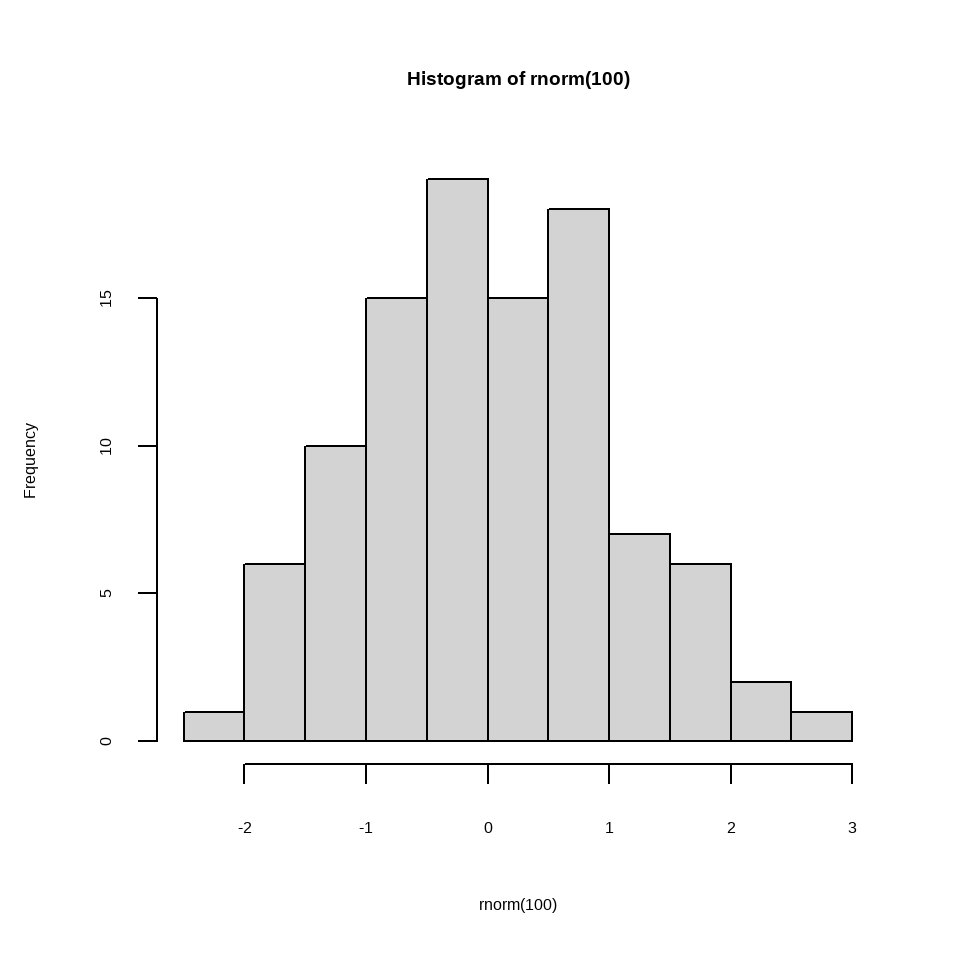 Histogram of rnorm(100)
15
10
5
0
Frequency
-2 -1 0 1 2 3
rnorm(100)